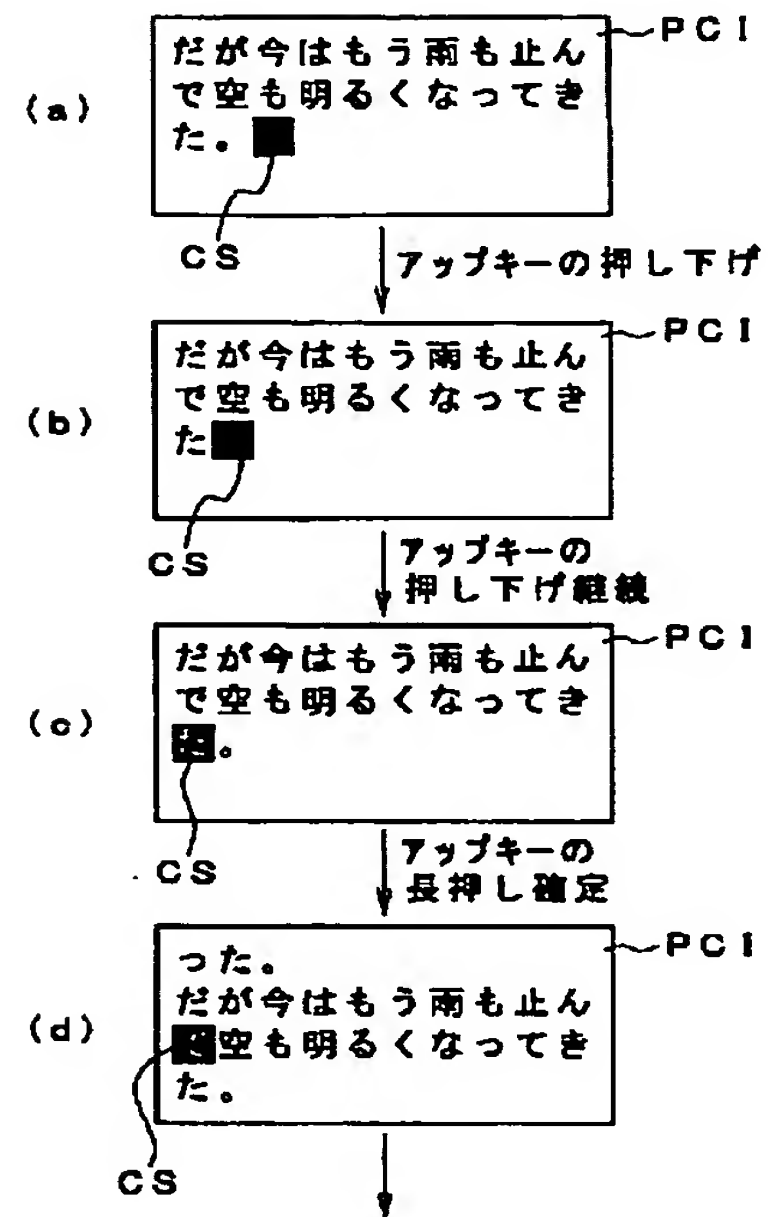 PCI
だが今はもう雨も止ん
で空も明るくなってき
た。
(a)
CS
アップキーの押し下げ
PCI
だが今はもう雨も止ん
で空も明るくなってき
た
(b)
CS
アップキーの
押し下げ継続
PCI
だが今はもう雨も止ん
で空も明るくなってき
た。
(c)
CS
アップキーの
長押し確定
PCI
った。
だが今はもう雨も止ん
で空も明るくなってき
た。
(d)
CS